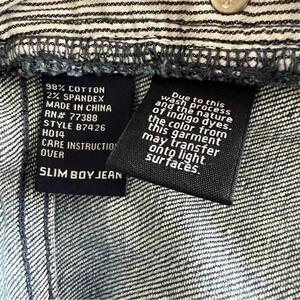 98% COTTON
2% SPANDEX
MADE IN CHINA
RN# 77388
STYLE B7426
H014
CARE INSTRUCTION
OVER
SLIM BOY JEAN
Due to this
wash process
and the nature
of indigo dyes,
the color from
this garment
may transfer
onto light
surfaces.